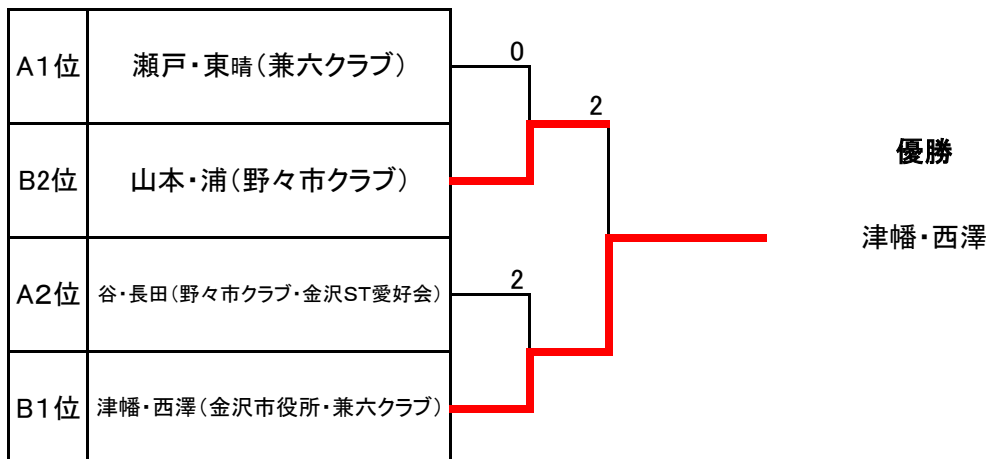 A1位 瀬戸・東晴(兼六クラブ) 0
2
B2位 山本・浦(野々市クラブ)
優勝
津幡・西澤
A2位 谷・長田(野々市クラブ・金沢ST愛好会) 2
B1位 津幡・西澤(金沢市役所・兼六クラブ)